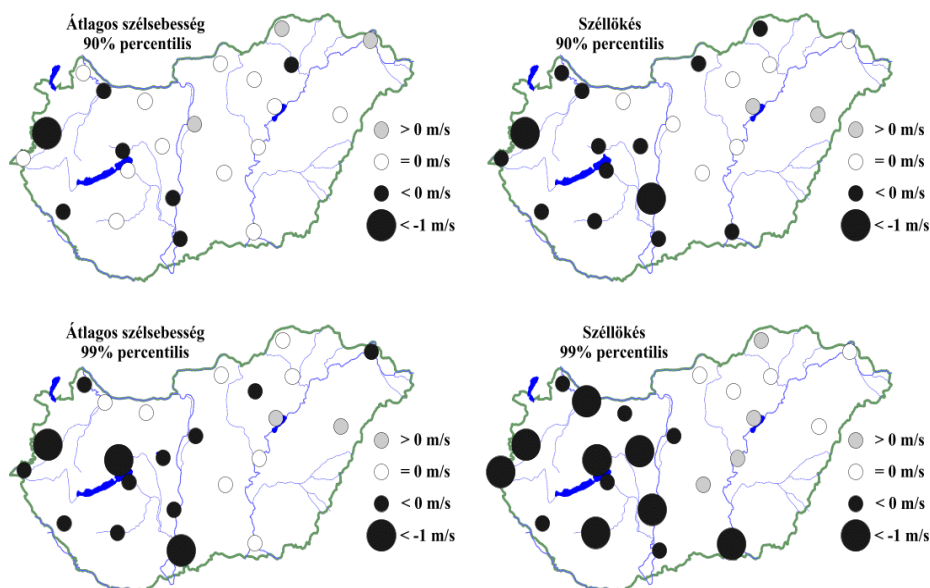 Átlagos szélsebesség
90% percentilis
> 0 m/s
= 0 m/s
< 0 m/s
< -1 m/s
Széllökés
90% percentilis
> 0 m/s
= 0 m/s
< 0 m/s
< -1 m/s
Átlagos szélsebesség
99% percentilis
> 0 m/s
= 0 m/s
< 0 m/s
< -1 m/s
Széllökés
99% percentilis
> 0 m/s
= 0 m/s
< 0 m/s
< -1 m/s